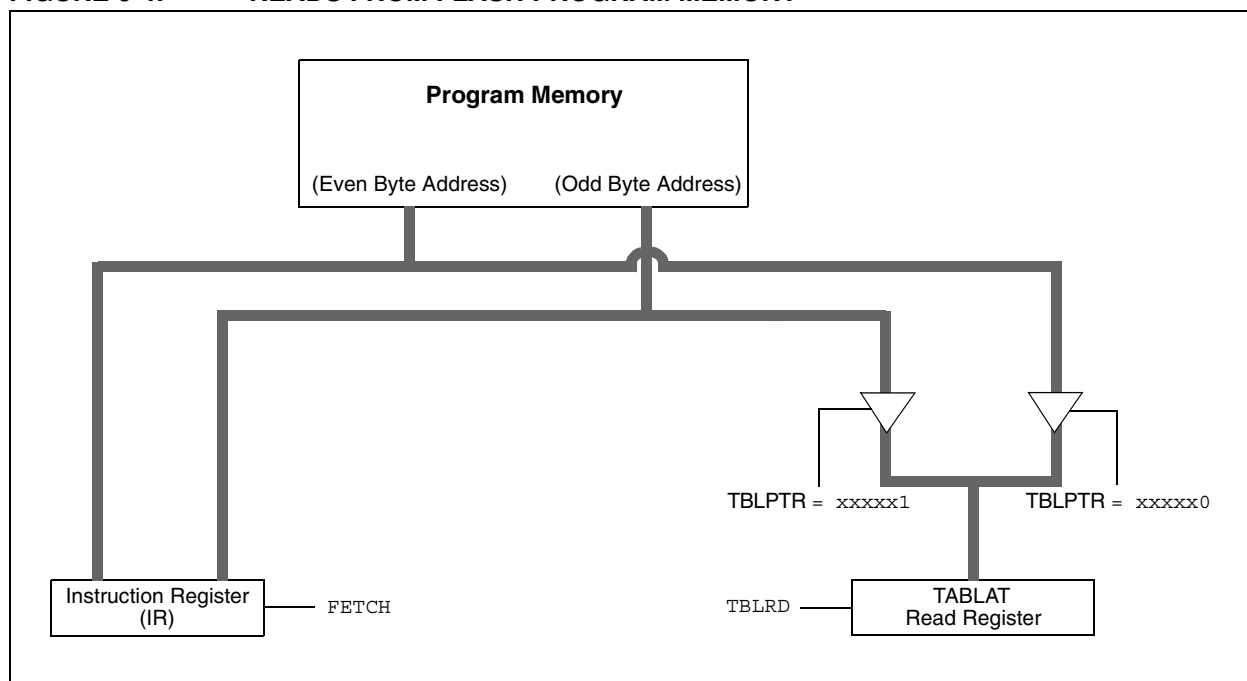 Program Memory
(Even Byte Address) (Odd Byte Address)
TBLPTR = xxxxx1 TBLPTR = xxxxx0
Instruction Register
(IR)
FETCH
TBLRD
TABLAT
Read Register